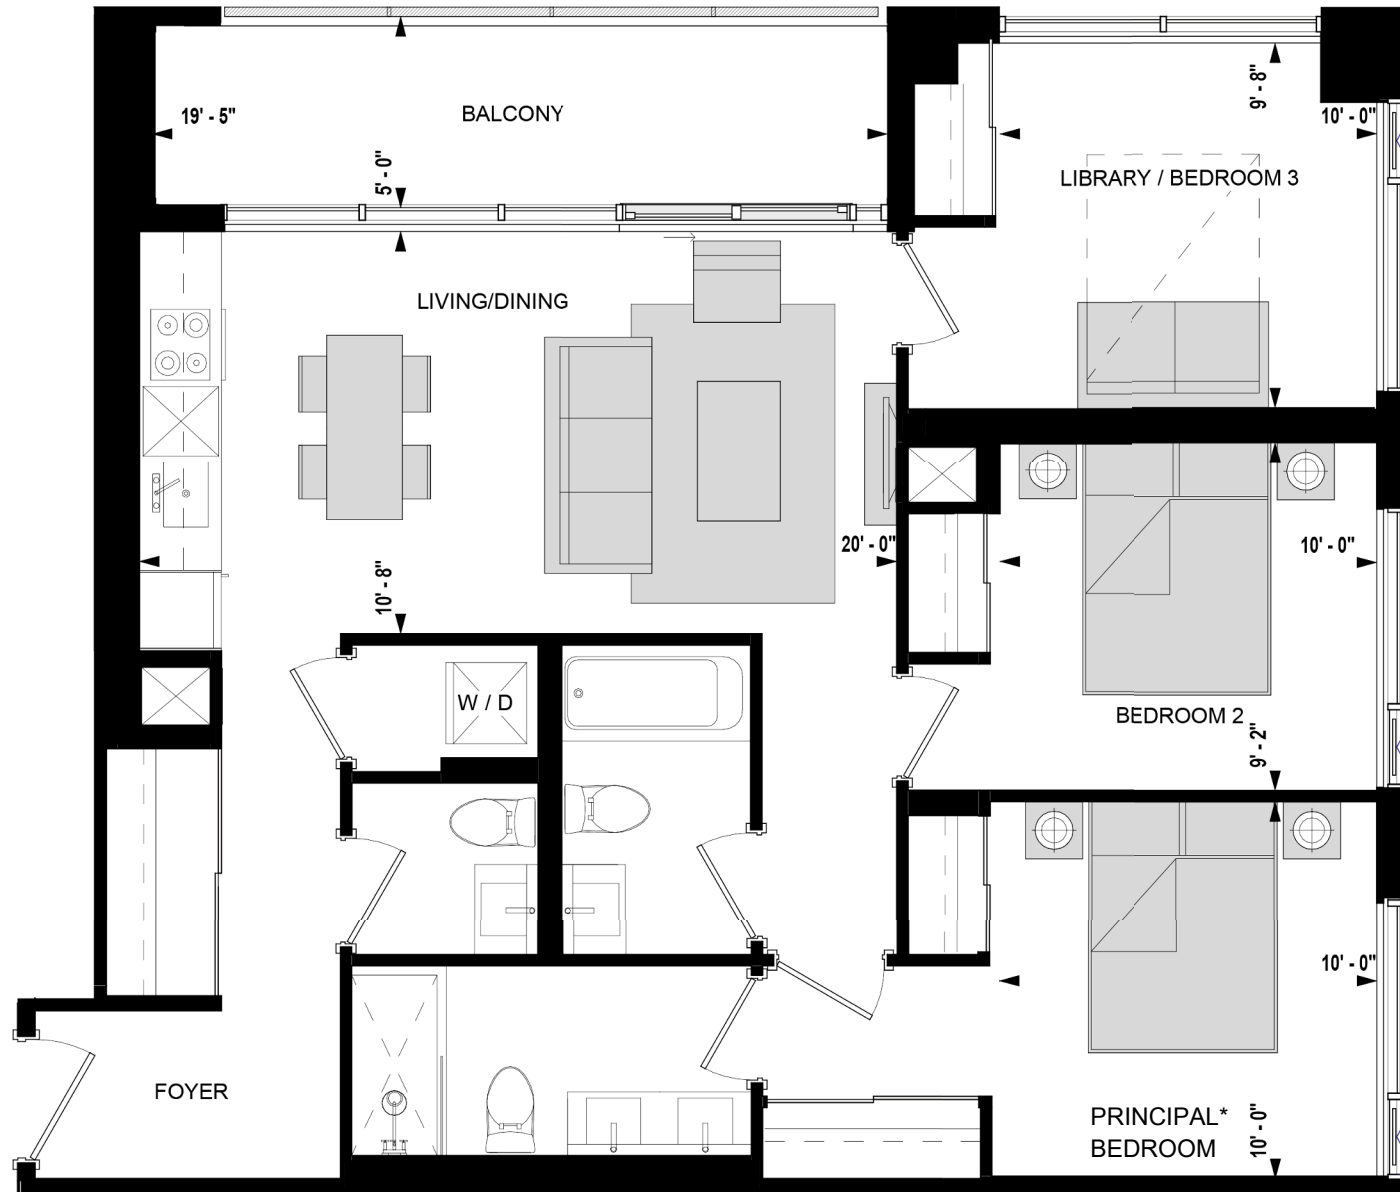 19' - 5"
BALCONY
5' - 0"
9' - 8"
10' - 0"
LIBRARY / BEDROOM 3
LIVING/DINING
20' - 0"
10' - 8"
10' - 0"
W / D
BEDROOM 2
9' - 2"
10' - 0"
FOYER
PRINCIPAL*
BEDROOM
10' - 0"